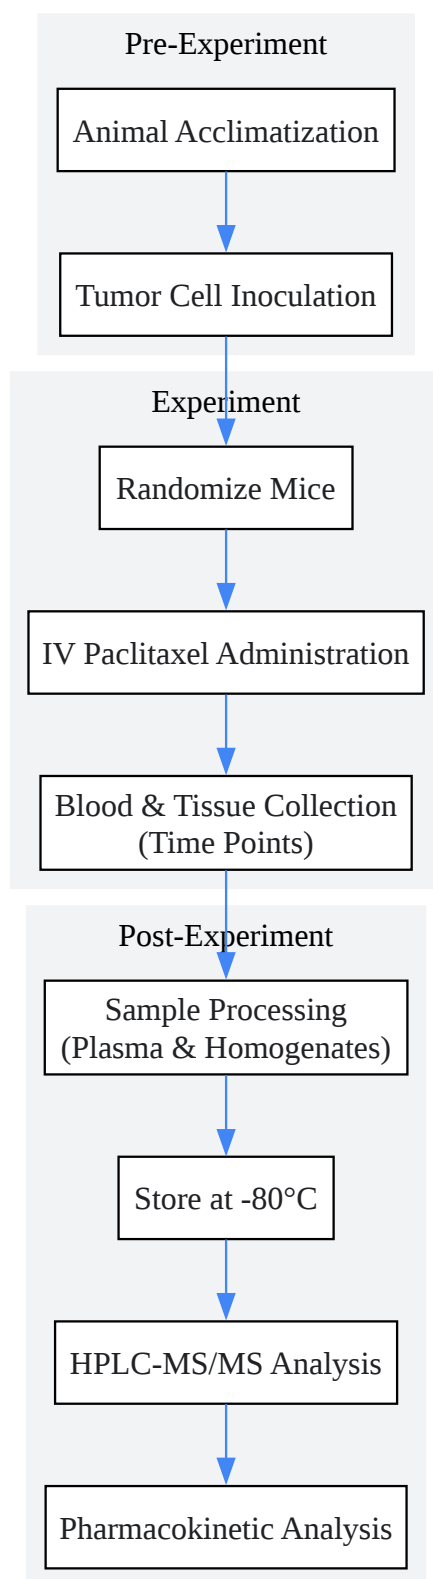 Pre-Experiment
Animal Acclimatization
Tumor Cell Inoculation
Experiment
Randomize Mice
IV Paclitaxel Administration
Blood & Tissue Collection
(Time Points)
Post-Experiment
Sample Processing
(Plasma & Homogenates)
Store at -80°C
HPLC-MS/MS Analysis
Pharmacokinetic Analysis